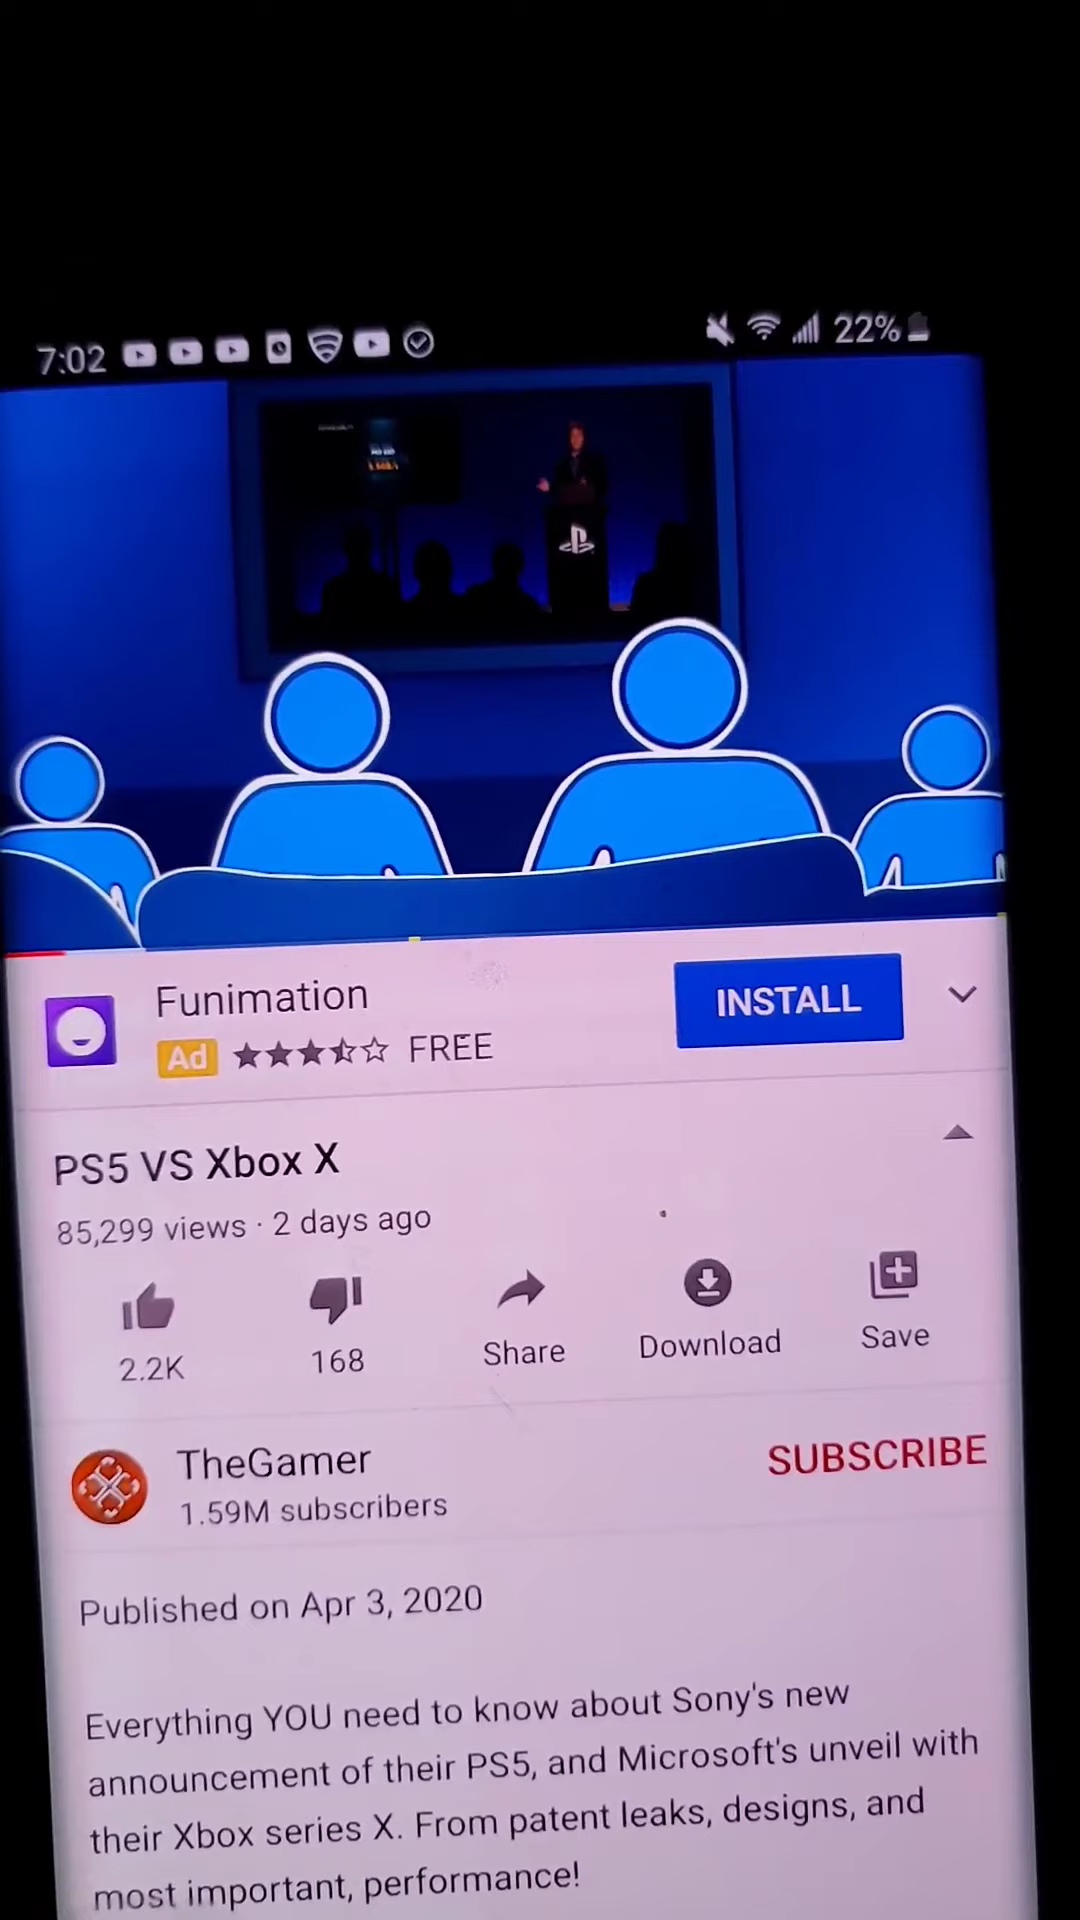 7:02 22%
Funimation
INSTALL
Ad FREE
PS5 VS Xbox X
85,299 views · 2 days ago
2.2K 168 Share Download Save
TheGamer
SUBSCRIBE
1.59M subscribers
Published on Apr 3, 2020
Everything YOU need to know about Sony's new
announcement of their PS5, and Microsoft's unveil with
their Xbox series X. From patent leaks, designs, and
most important, performance!